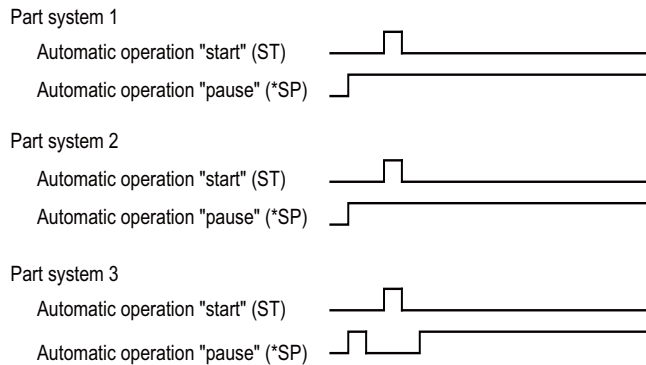 Part system 1
Automatic operation "start" (ST)
Automatic operation "pause" (*SP)
Part system 2
Automatic operation "start" (ST)
Automatic operation "pause" (*SP)
Part system 3
Automatic operation "start" (ST)
Automatic operation "pause" (*SP)